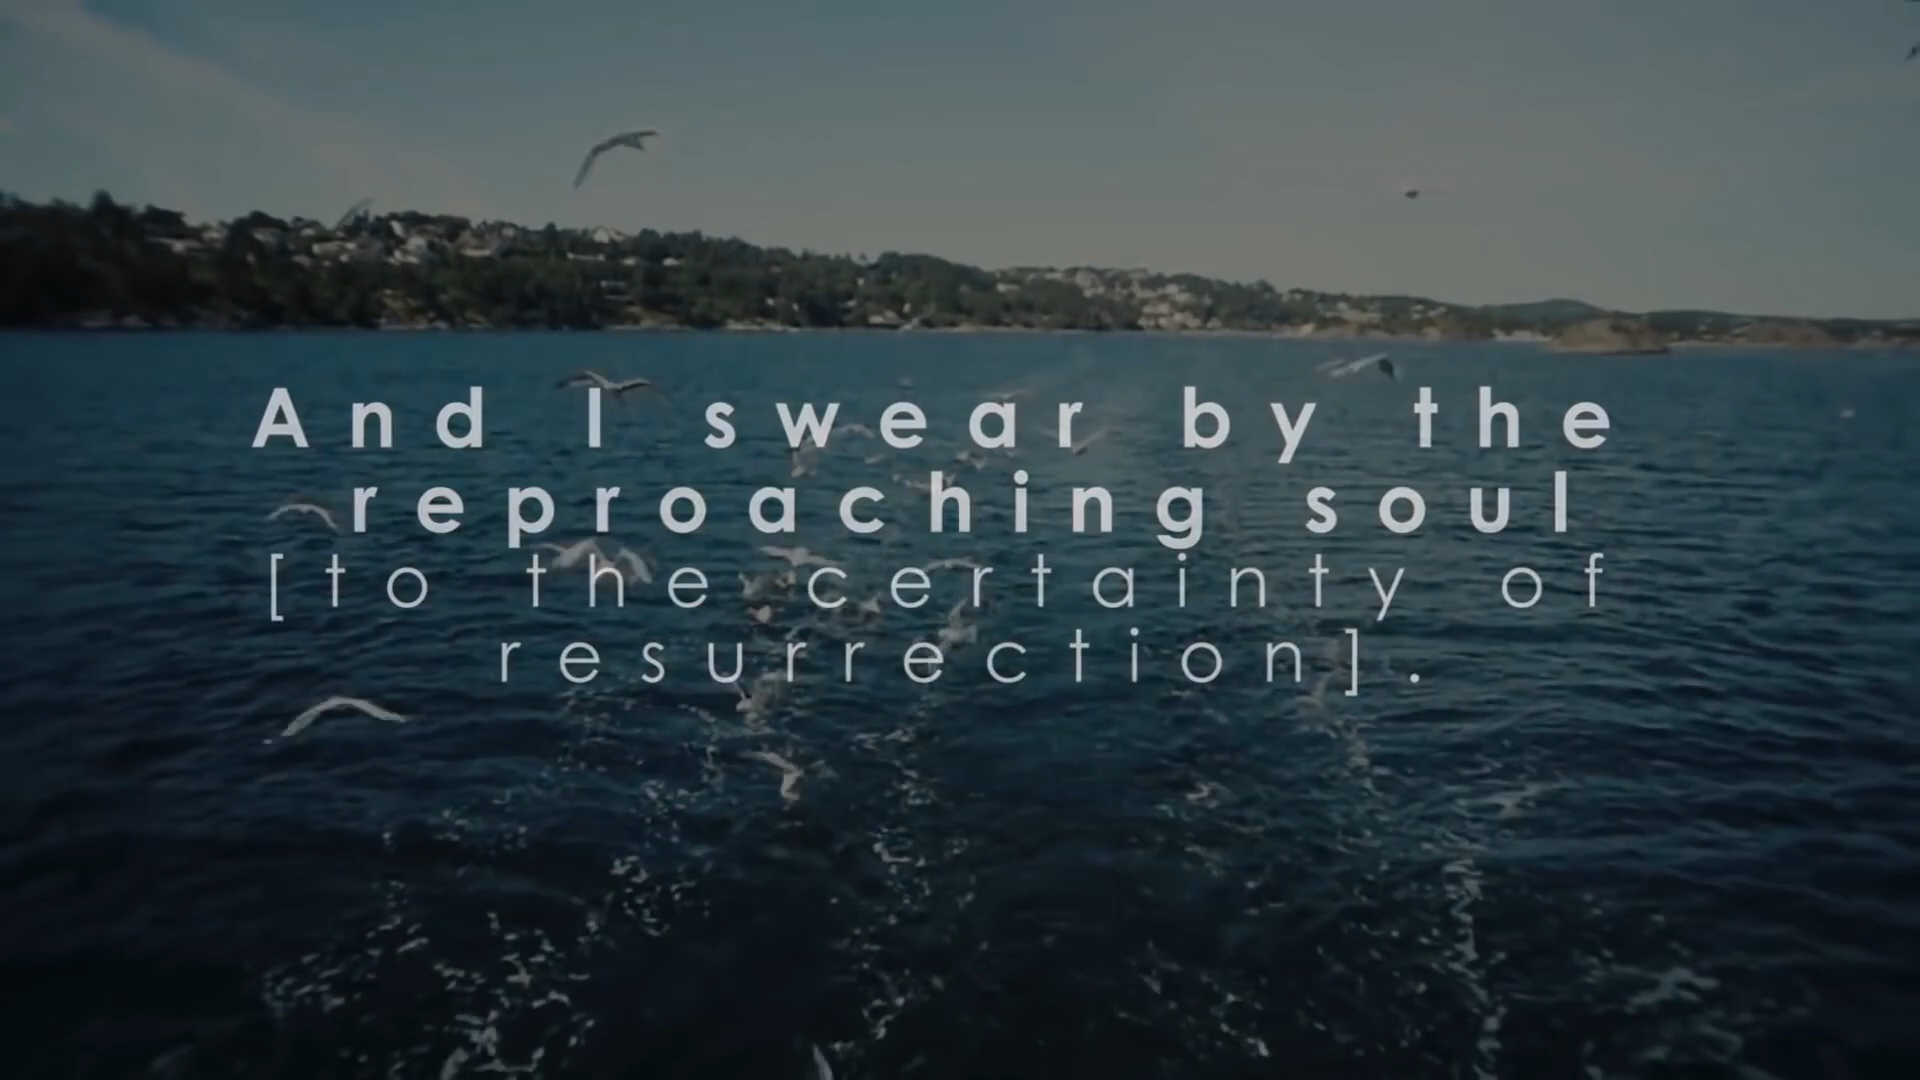 And I swear by the
reproaching soul
[to the certainty of
resurrection].